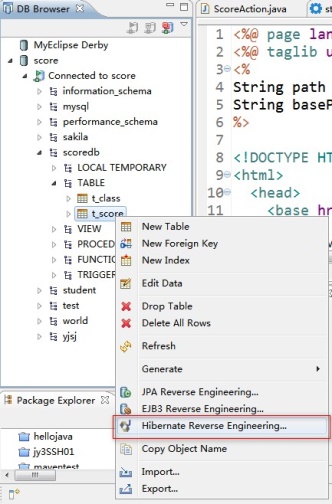 DB Browser
MyEclipse Derby
score
Connected to score
information_schema
mysql
performance_schema
sakila
scoredb
LOCAL TEMPORARY
TABLE
t_class
t_score
VIEW
PROCED
FUNCTI
TRIGGER
student
test
world
yjsj
New Table
New Foreign Key
New Index
Edit Data
Drop Table
Delete All Rows
Refresh
Generate
JPA Reverse Engineering...
EJB3 Reverse Engineering...
Hibernate Reverse Engineering...
Copy Object Name
Import...
Export...
Package Explorer
hellojava
jy3SSH01
maventest
ScoreAction.java
st
1 <%@ page lan
2 <%@ taglib u
3 <%
4 String path
5 String baseP
6 %>
7
8 <!DOCTYPE HT
9 <html>
10 <head>
11 <base hr